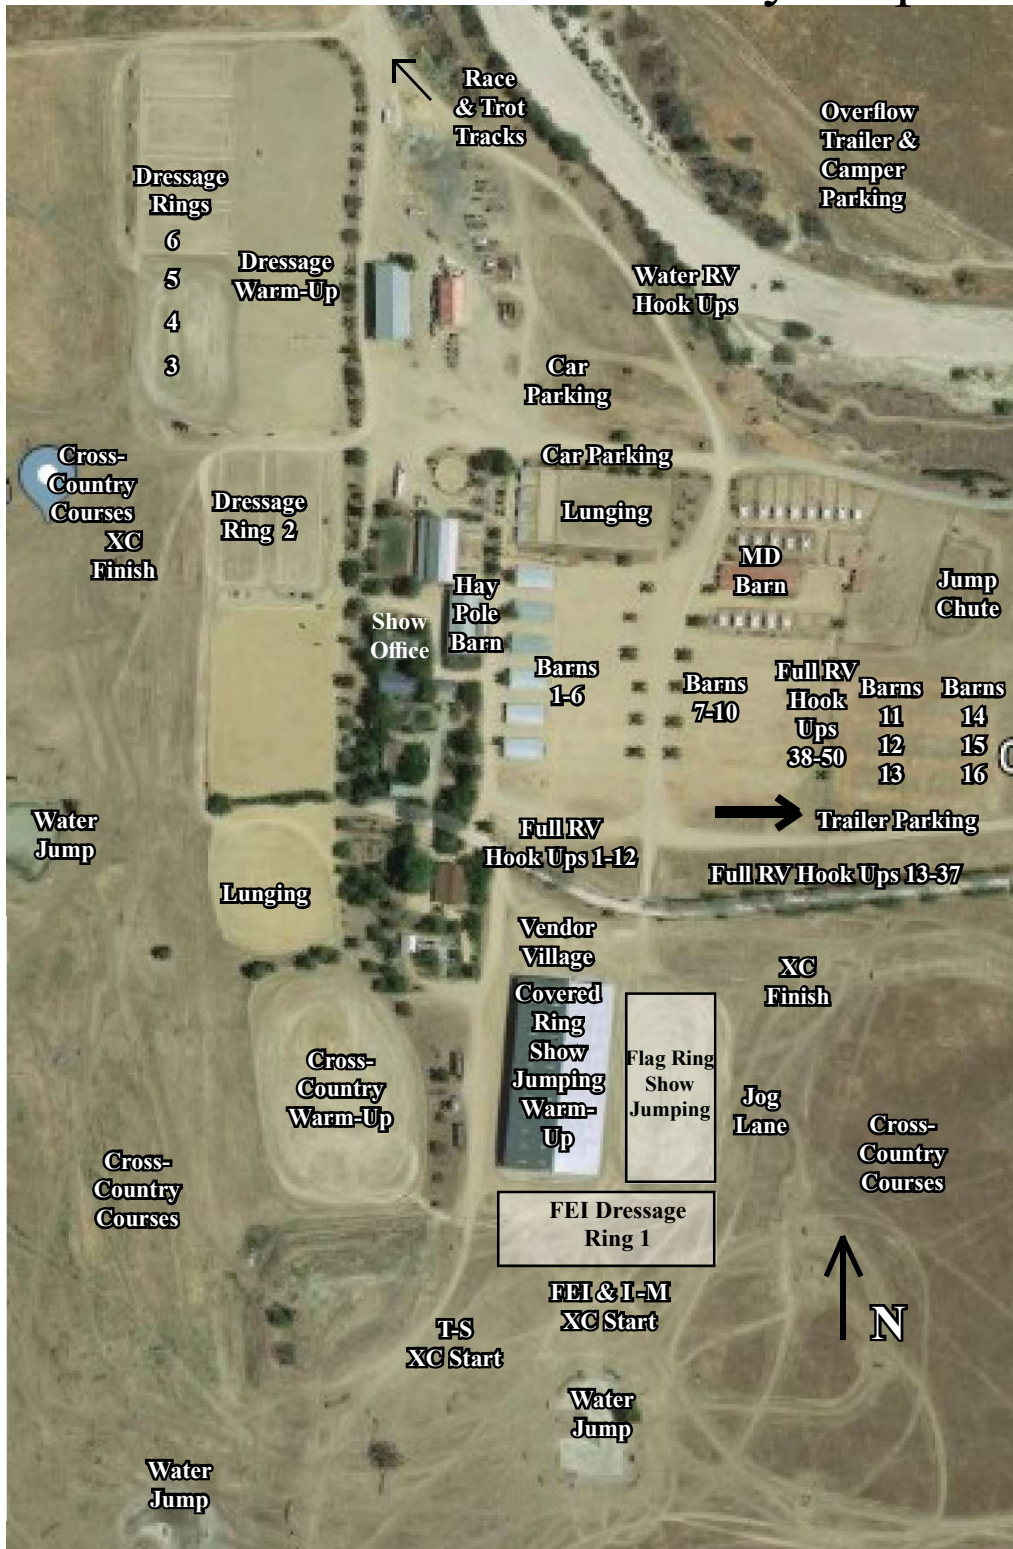 Race
& Trot
Tracks
Overflow
Trailer &
Camper
Parking
Dressage
Rings
6
5
4
3
Dressage
Warm-Up
Water RV
Hook Ups
Car
Parking
Cross-
Country
Courses
XC
Finish
Dressage
Ring 2
Car Parking
Lunging
MD
Barn
Jump
Chute
Hay
Pole
Barn
Show
Office
Barns
1-6
Barns
7-10
Full RV
Hook
Ups
38-50
Barns
11
12
13
Barns
14
15
16
Water
Jump
Full RV
Hook Ups 1-12
Trailer Parking
Full RV Hook Ups 13-37
Lunging
Vendor
Village
XC
Finish
Covered
Ring
Show
Jumping
Warm-
Up
Flag Ring
Show
Jumping
Cross-
Country
Warm-Up
Jog
Lane
Cross-
Country
Courses
Cross-
Country
Courses
FEI Dressage
Ring 1
FEI & I -M
XC Start
T-S
XC Start
N
Water
Jump
Water
Jump